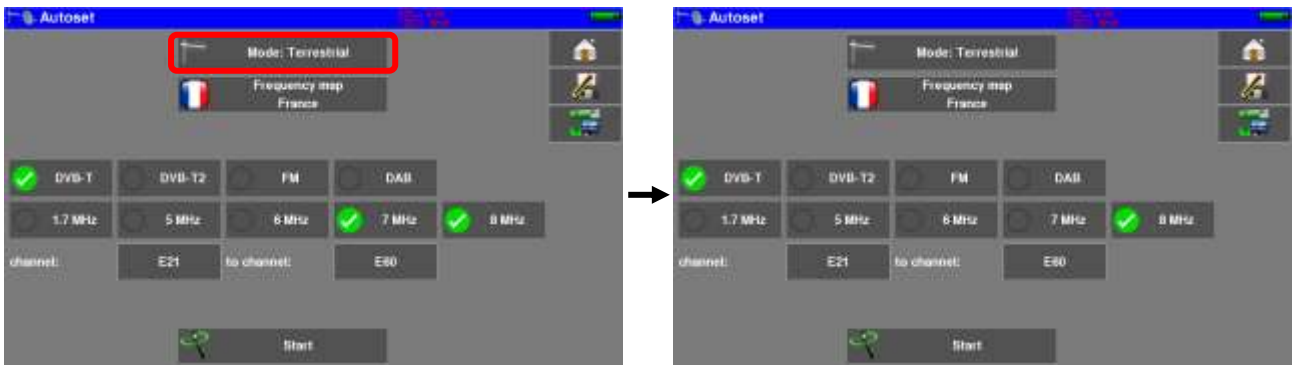 Autoset
Mode: Terrestrial
Frequency map
France
DVB-T DVB-T2 FM DAB
1.7 MHz 5 MHz 6 MHz 7 MHz 8 MHz
channel: E21 to channel: E60
Start
Autoset
Mode: Terrestrial
Frequency map
France
DVB-T DVB-T2 FM DAB
1.7 MHz 5 MHz 6 MHz 7 MHz 8 MHz
channel: E21 to channel: E60
Start